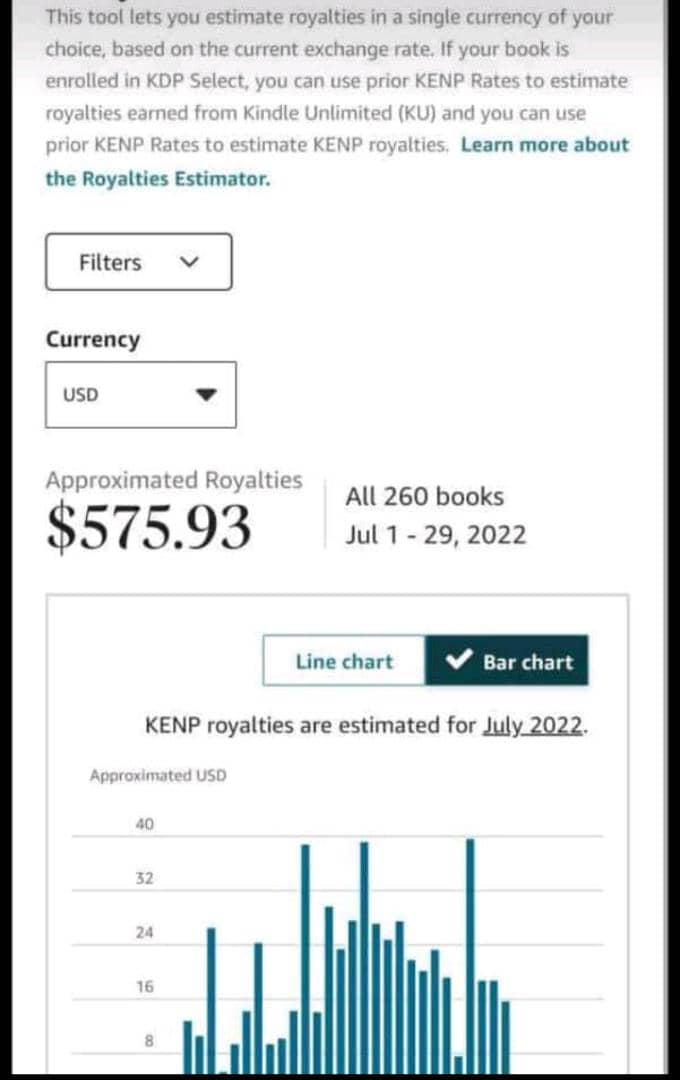 This tool lets you estimate royalties in a single currency of your
choice, based on the current exchange rate. If your book is
enrolled in KDP Select, you can use prior KENP Rates to estimate
royalties earned from Kindle Unlimited (KU) and you can use
prior KENP Rates to estimate KENP royalties. Learn more about
the Royalties Estimator.
Filters
Currency
USD
Approximated Royalties
$575.93
All 260 books
Jul 1 - 29, 2022
Line chart
Bar chart
KENP royalties are estimated for July 2022.
Approximated USD
40
32
24
16
8